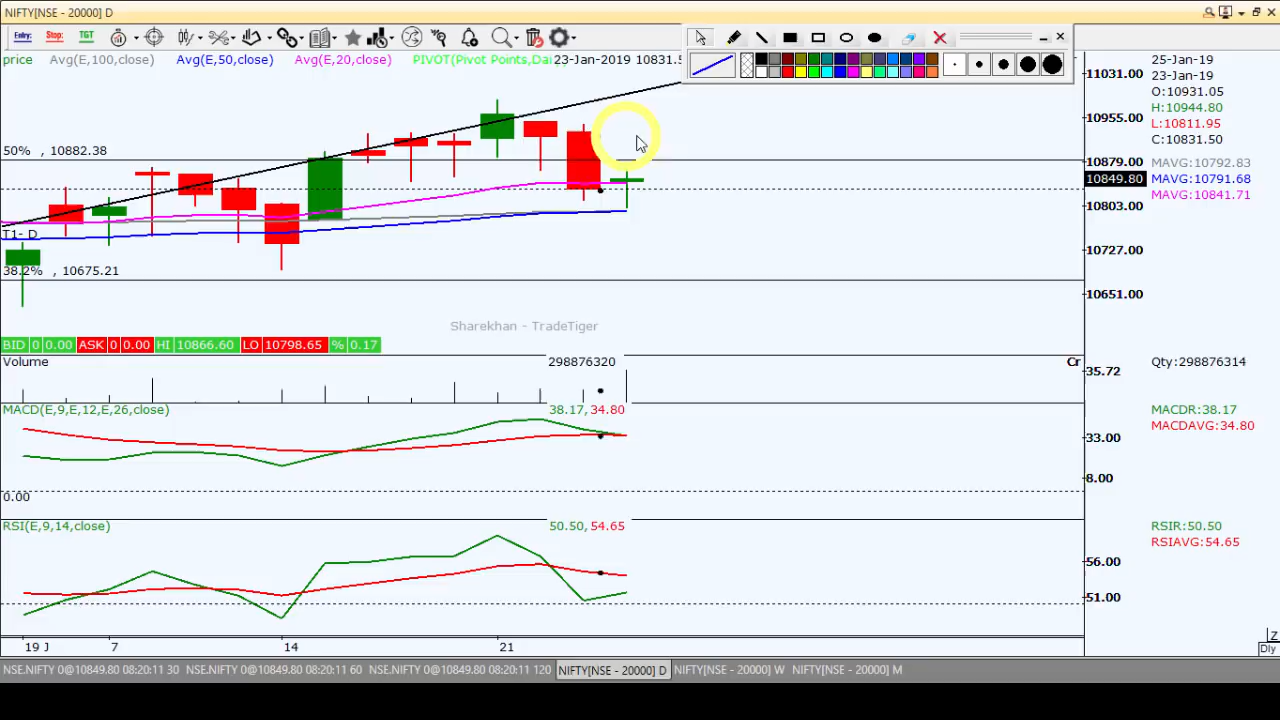 NIFTY[NSE - 20000] D
Entry: Stop: TGT
price Avg(E,100,close) Avg(E,50,close) Avg(E,20,close) PIVOT(Pivot Points,Dai 23-Jan-2019 10831.5
25-Jan-19
23-Jan-19
O:10931.05
H:10944.80
L:10811.95
C:10831.50
MAVG:10792.83
MAVG:10791.68
MAVG:10841.71
11031.00
10955.00
10879.00
10849.80
10803.00
10727.00
10651.00
50% , 10882.38
T1- D
38.2% , 10675.21
Sharekhan - TradeTiger
BID 0 0.00 ASK 0 0.00 HI 10866.60 LO 10798.65 % 0.17
Volume 298876320 Cr 35.72 Qty:298876314
MACD(E,9,E,12,E,26,close) 38.17,34.80 MACDR:38.17
MACDAVG:34.80
33.00
8.00
0.00
RSI(E,9,14,close) 50.50,54.65 RSIR:50.50
RSIAVG:54.65
56.00
51.00
19 J 7 14 21
Z
Dly
NSE.NIFTY 0@10849.80 08:20:11 30 NSE.NIFTY 0@10849.80 08:20:11 60 NSE.NIFTY 0@10849.80 08:20:11 120 NIFTY[NSE - 20000] D NIFTY[NSE - 20000] W NIFTY[NSE - 20000] M